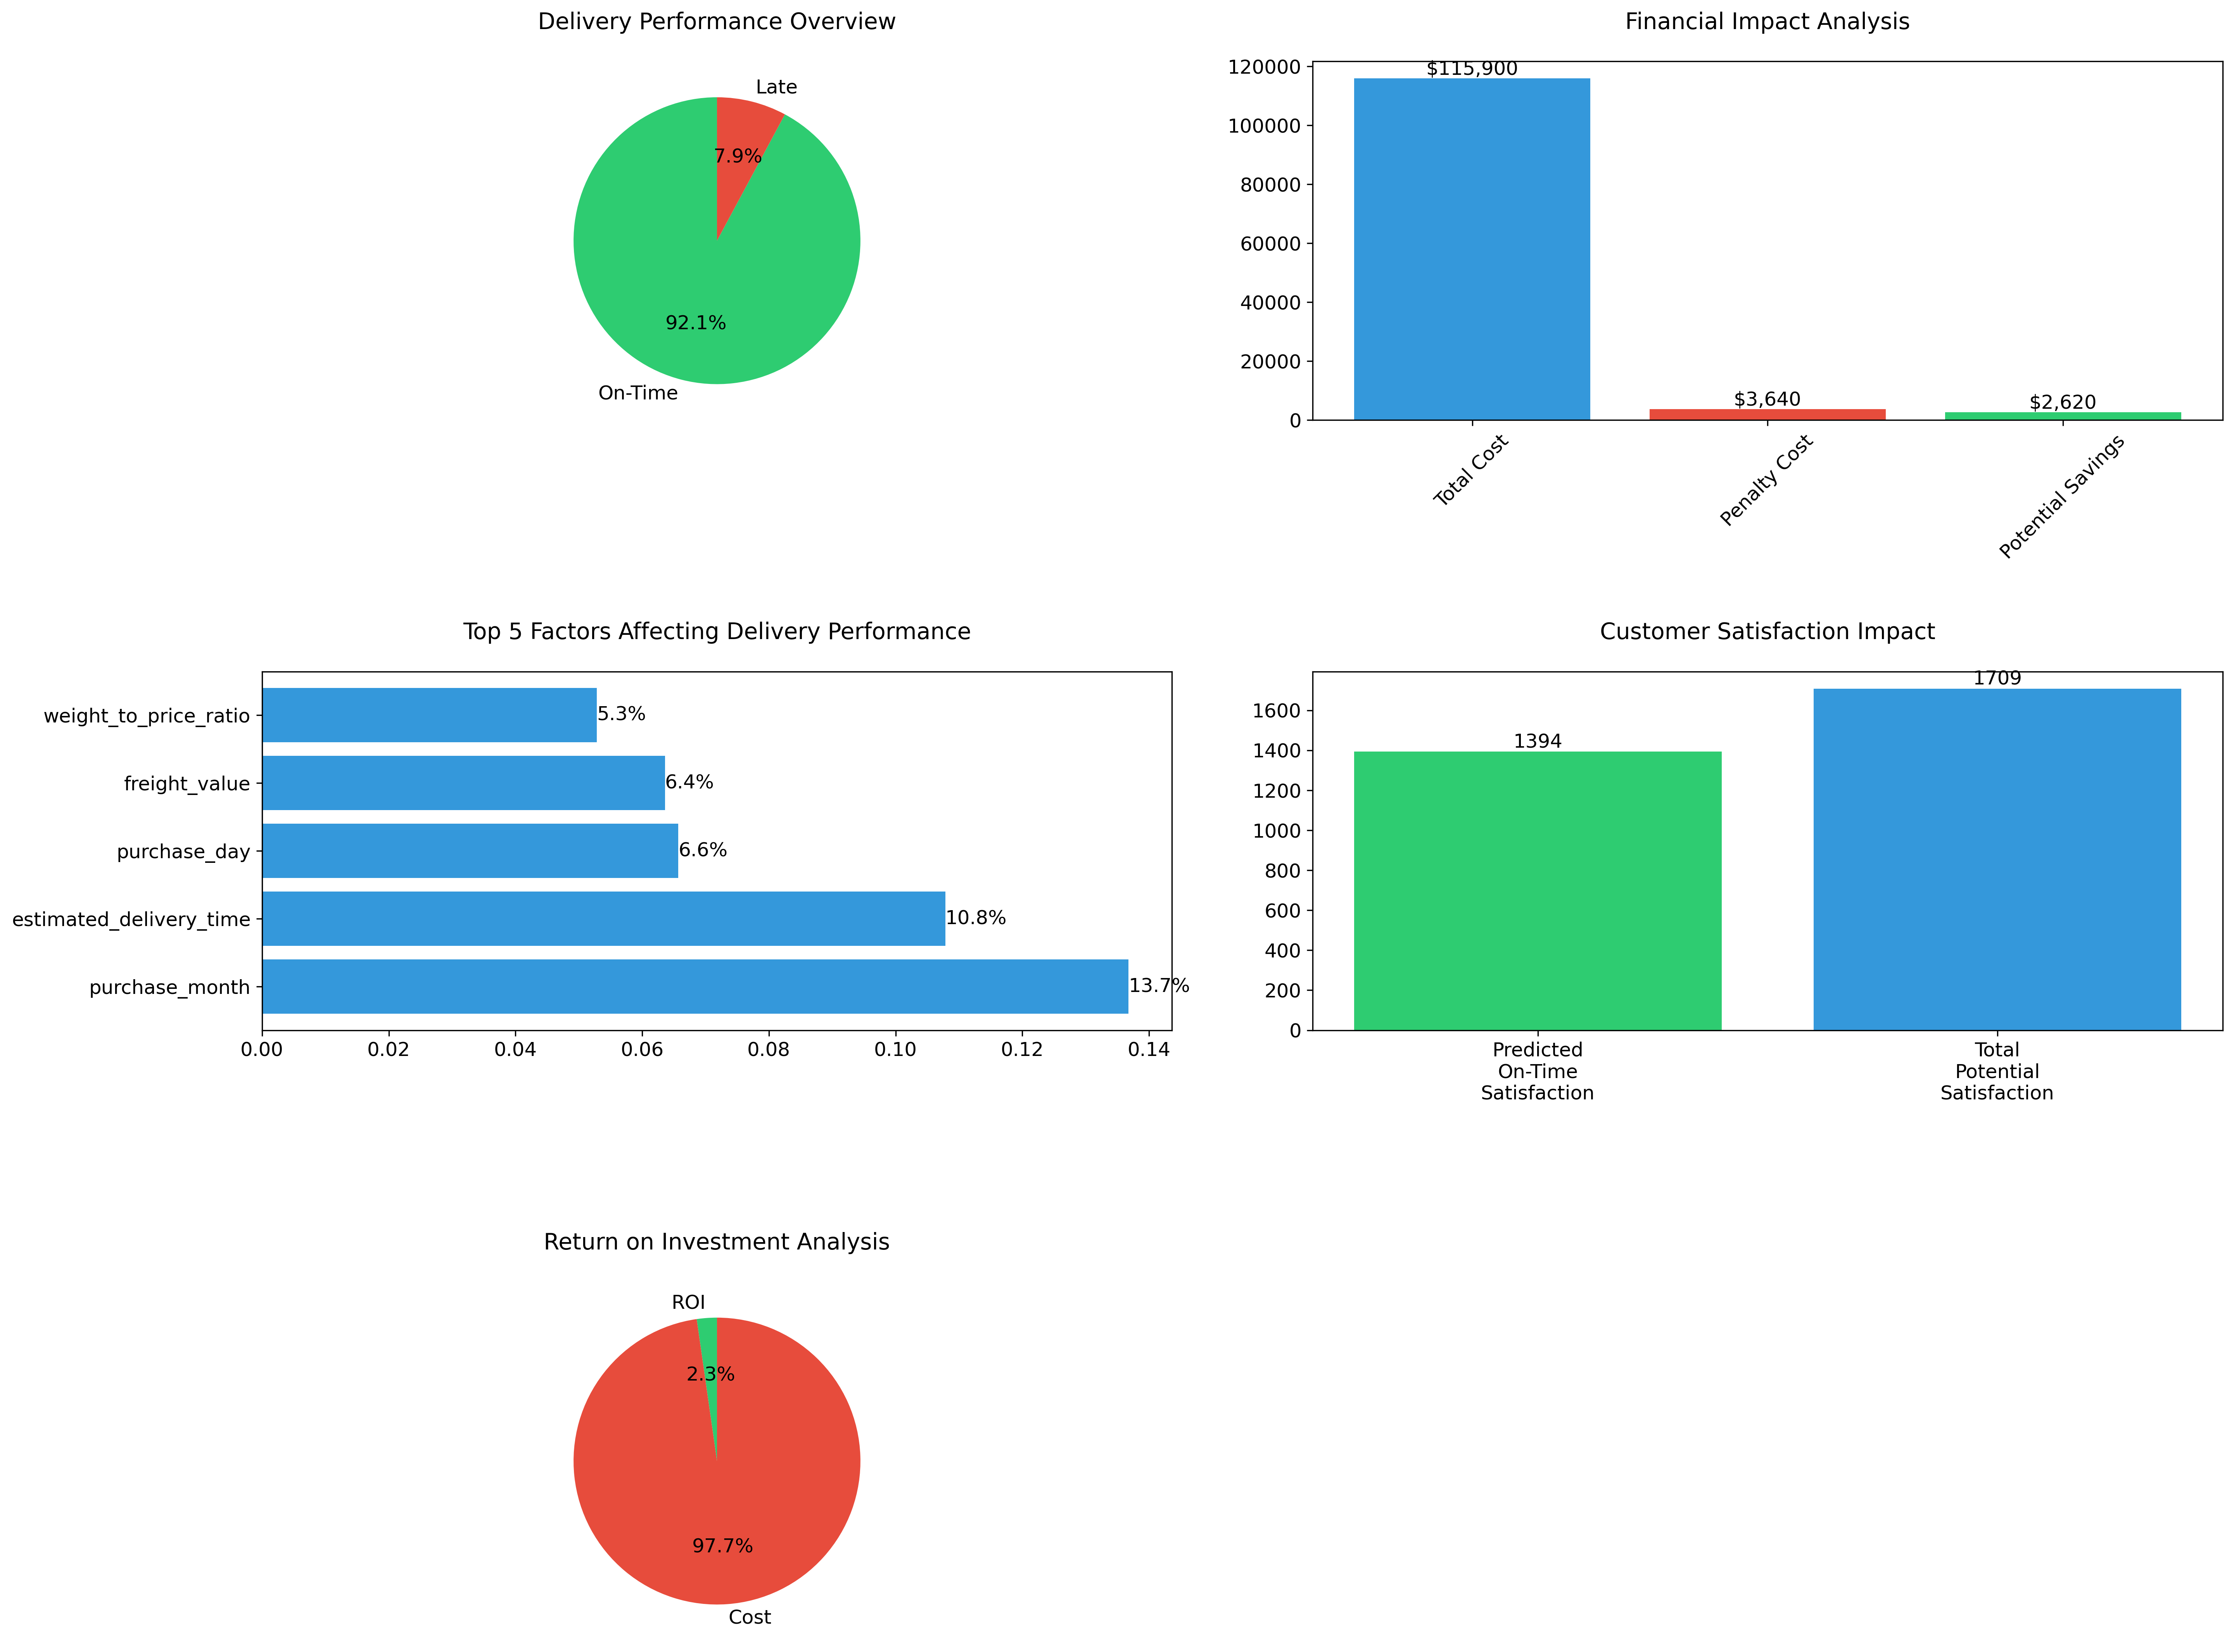 Delivery Performance Overview
Late
7.9%
92.1%
On-Time
Financial Impact Analysis
120000
100000
80000
60000
40000
20000
0
$115,900
$3,640
$2,620
Total Cost
Penalty Cost
Potential Savings
Top 5 Factors Affecting Delivery Performance
weight_to_price_ratio
5.3%
freight_value
6.4%
purchase_day
6.6%
estimated_delivery_time
10.8%
purchase_month
13.7%
0.00 0.02 0.04 0.06 0.08 0.10 0.12 0.14
Customer Satisfaction Impact
1600
1400
1200
1000
800
600
400
200
0
1394
1709
Predicted
On-Time
Satisfaction
Total
Potential
Satisfaction
Return on Investment Analysis
ROI
2.3%
97.7%
Cost